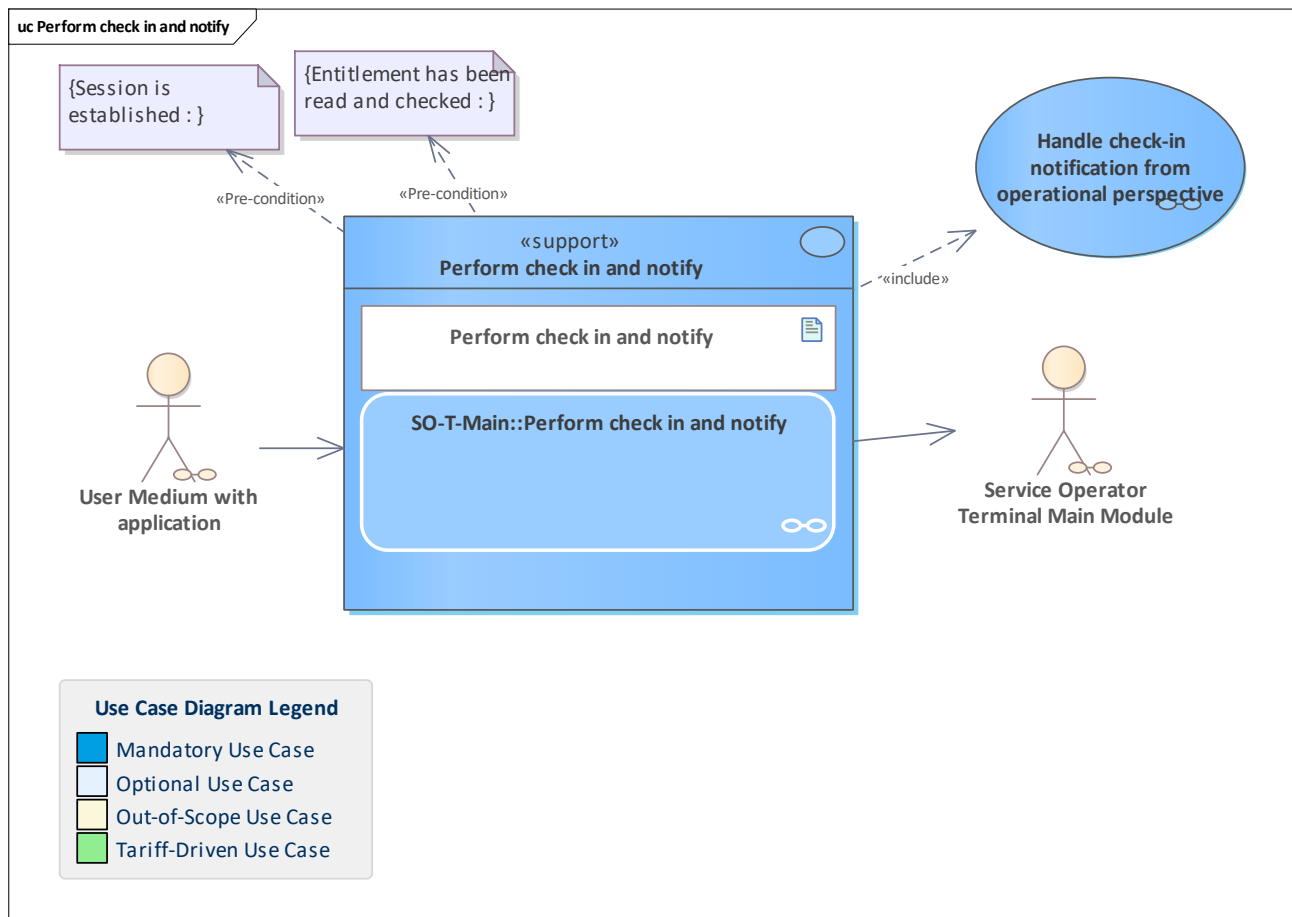 uc Perform check in and notify
{Session is
established : }
{Entitlement has been
read and checked : }
Handle check-in
notification from
operational perspective
«Pre-condition»
«Pre-condition»
«support»
Perform check in and notify
«include»
Perform check in and notify
SO-T-Main::Perform check in and notify
User Medium with
application
Service Operator
Terminal Main Module
Use Case Diagram Legend
Mandatory Use Case
Optional Use Case
Out-of-Scope Use Case
Tariff-Driven Use Case